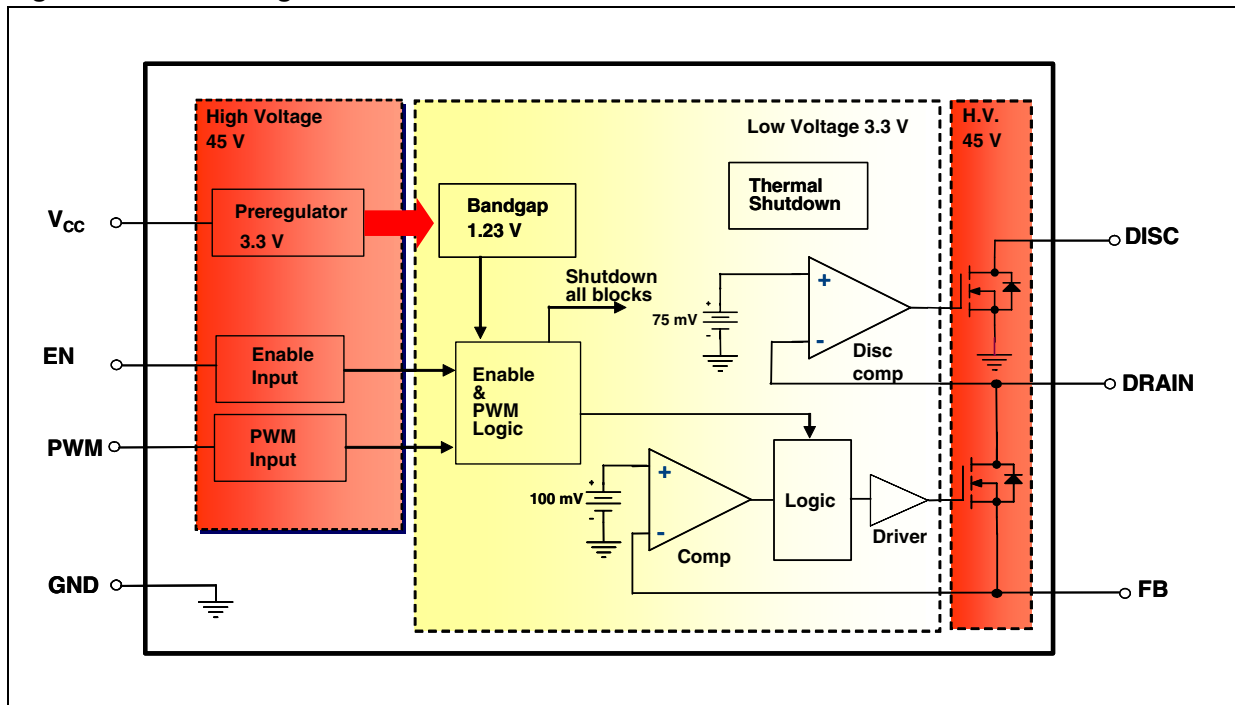 High Voltage
45 V
Low Voltage 3.3 V
H.V.
45 V
Thermal
Shutdown
VCC
Preregulator
3.3 V
Bandgap
1.23 V
DISC
Shutdown
all blocks
+
75 mV
-
+
-
Disc
comp
EN
Enable
Input
Enable
&
PWM
Logic
DRAIN
PWM
PWM
Input
+
100 mV
-
+
-
Comp
Logic
Driver
GND
FB